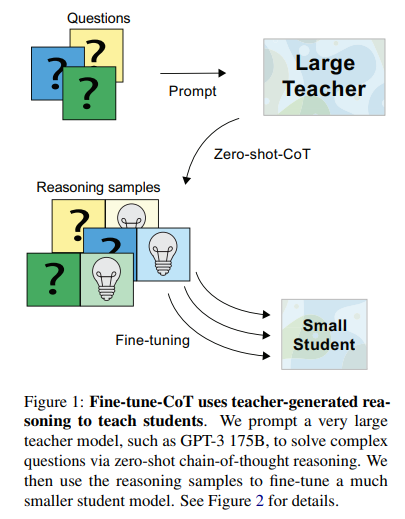 Questions
?
?
?
Prompt
Large
Teacher
Zero-shot-CoT
Reasoning samples
?
?
?
Fine-tuning
Small
Student
Figure 1: Fine-tune-CoT uses teacher-generated rea-
soning to teach students. We prompt a very large
teacher model, such as GPT-3 175B, to solve complex
questions via zero-shot chain-of-thought reasoning. We
then use the reasoning samples to fine-tune a much
smaller student model. See Figure 2 for details.